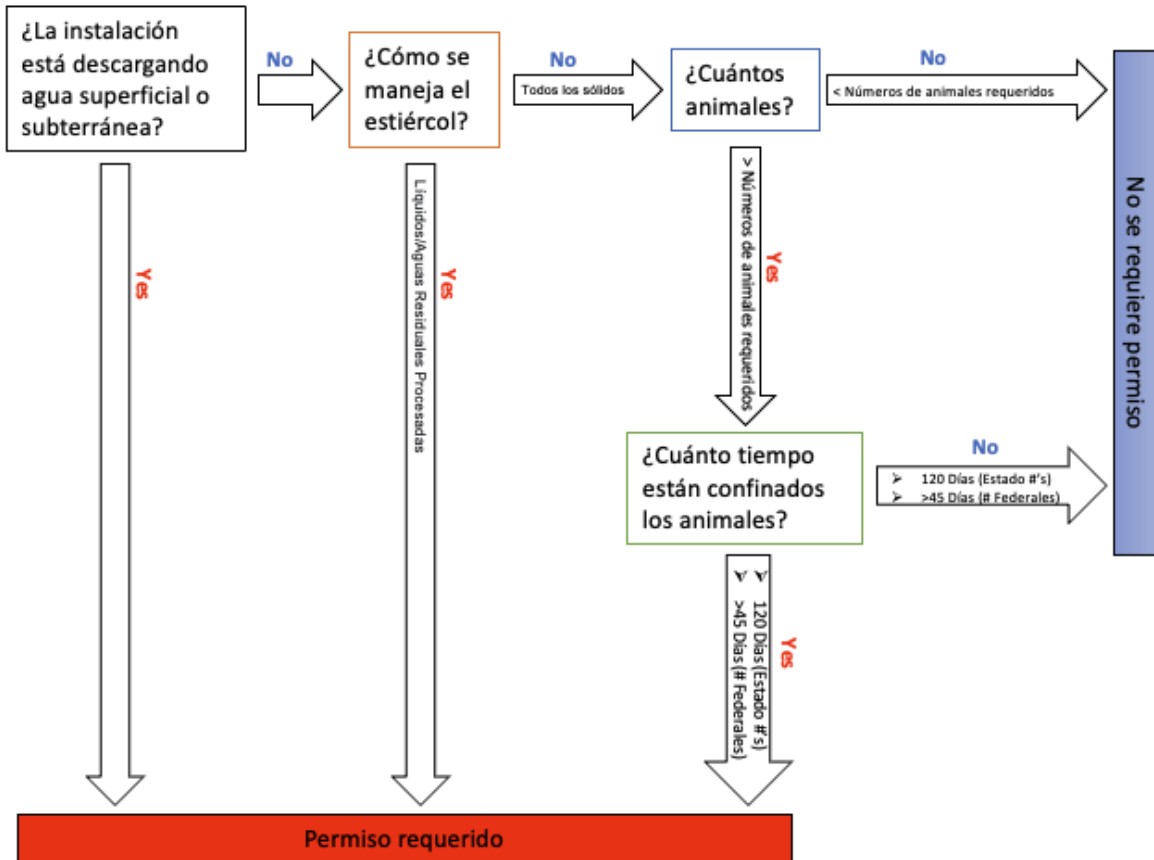 ¿La instalación
está descargando
agua superficial o
subterránea?
No
¿Cómo se
maneja el
estiércol?
No
Todos los sólidos
¿Cuántos
animales?
No
< Números de animales requeridos
No se requiere permiso
Yes
Yes
Líquidos/Aguas Residuales Procesadas
Yes
> Números de animales requeridos
¿Cuánto tiempo
están confinados
los animales?
No
➢ 120 Días (Estado #'s)
➢ >45 Días (# Federales)
Yes
➢ 120 Días (Estado #'s)
➢ >45 Días (# Federales)
Permiso requerido